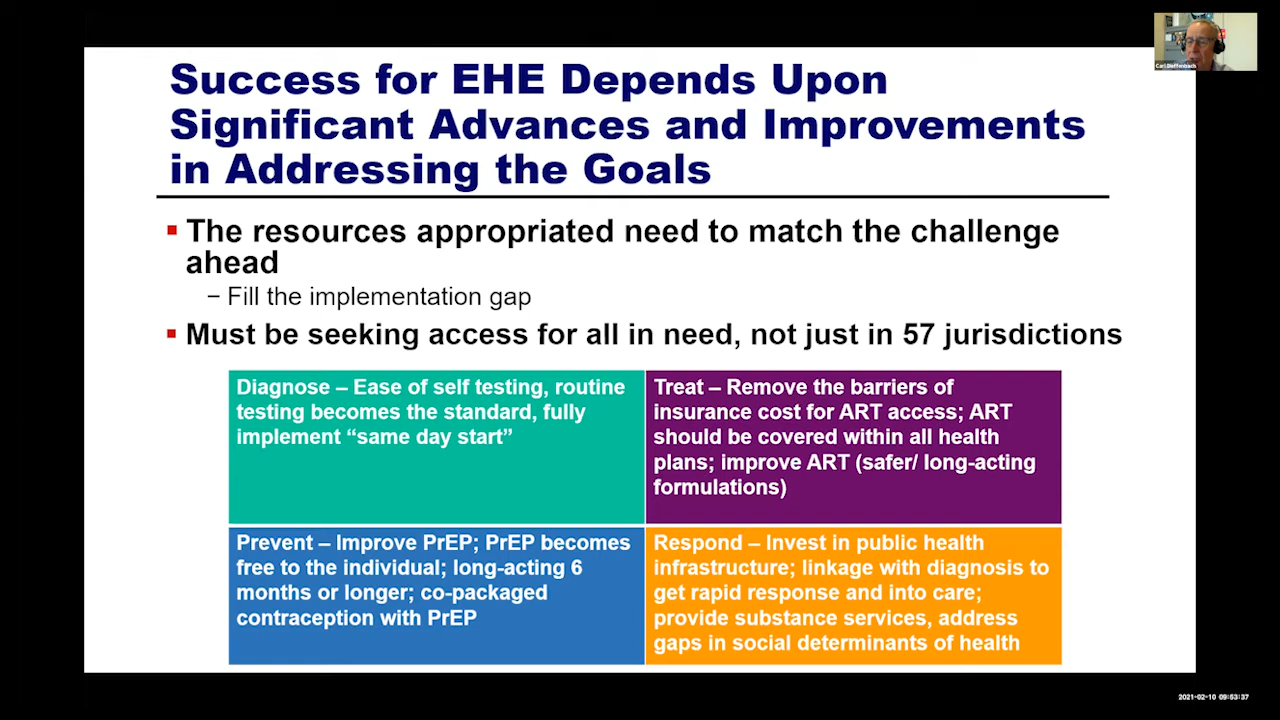 Carl Dieffenbach
Success for EHE Depends Upon
Significant Advances and Improvements
in Addressing the Goals
▪ The resources appropriated need to match the challenge
ahead
– Fill the implementation gap
▪ Must be seeking access for all in need, not just in 57 jurisdictions
Diagnose – Ease of self testing, routine
testing becomes the standard, fully
implement “same day start”
Treat – Remove the barriers of
insurance cost for ART access; ART
should be covered within all health
plans; improve ART (safer/ long-acting
formulations)
Prevent – Improve PrEP; PrEP becomes
free to the individual; long-acting 6
months or longer; co-packaged
contraception with PrEP
Respond – Invest in public health
infrastructure; linkage with diagnosis to
get rapid response and into care;
provide substance services, address
gaps in social determinants of health
2021-02-10 09:53:37